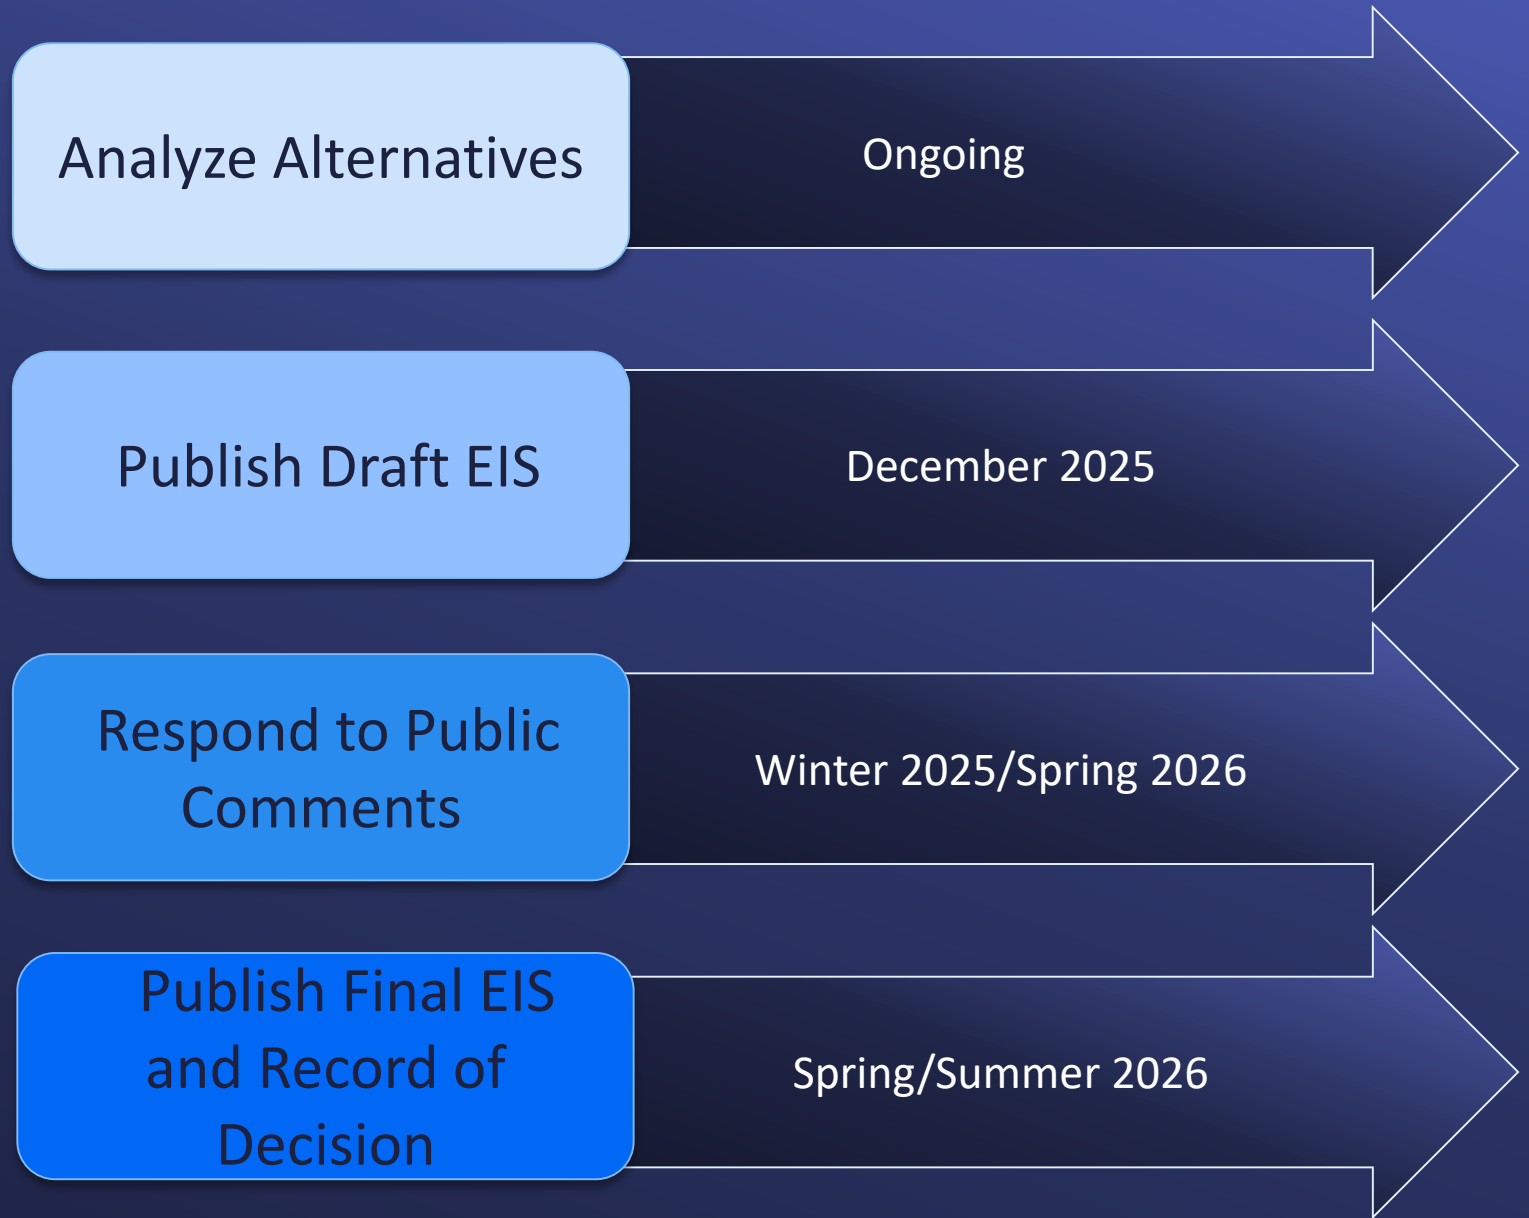 Analyze Alternatives
Ongoing
Publish Draft EIS
December 2025
Respond to Public
Comments
Winter 2025/Spring 2026
Publish Final EIS
and Record of
Decision
Spring/Summer 2026